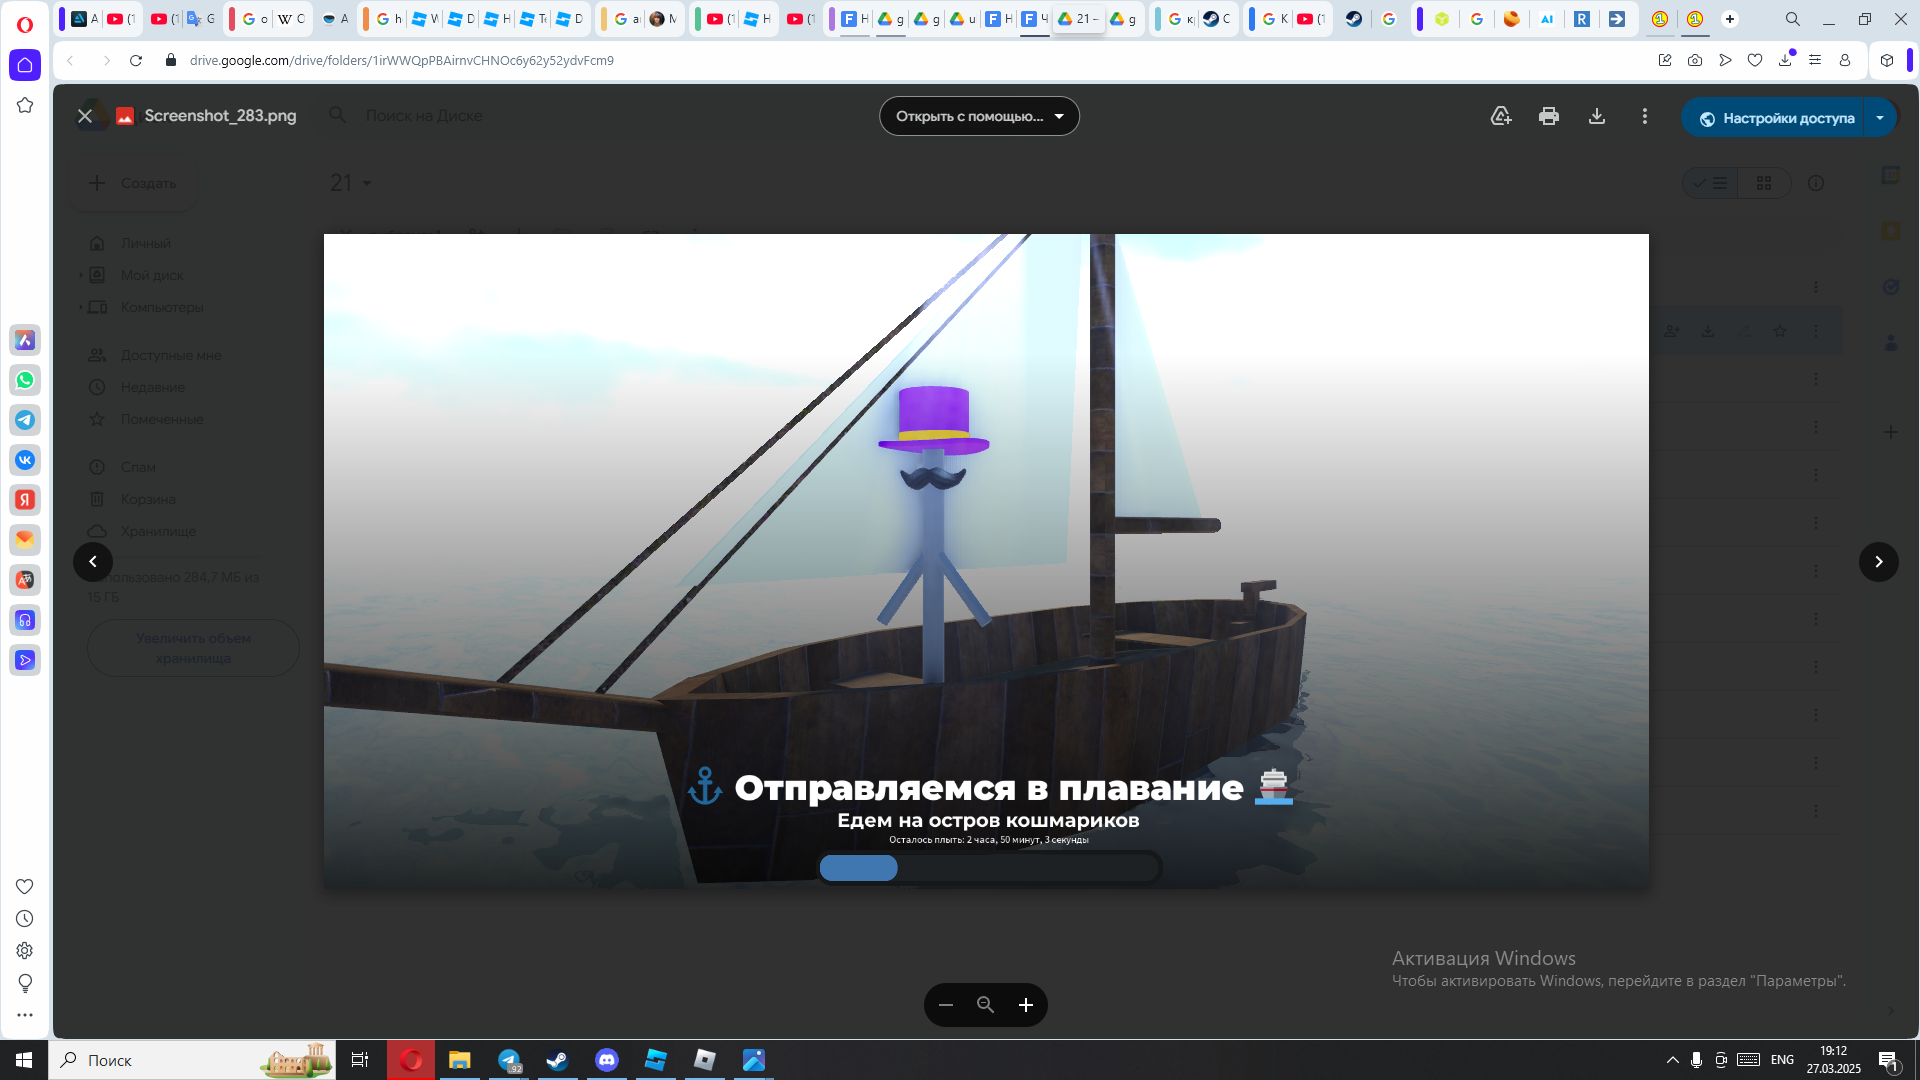 drive.google.com/drive/folders/1irWWQpPBAirnvCHNOc6y62y52ydvFcm9
Screenshot_283.png
Поиск на Диске
Открыть с помощью...
Настройки доступа
Создать
21
Личный
Мой диск
Компьютеры
Доступные мне
Недавние
Помеченные
Спам
Корзина
Хранилище
284,7 МБ из
15 ГБ
Увеличить объем
хранилища
Отправляемся в плавание
Едем на остров кошмариков
Осталось плыть: 2 часа, 50 минут, 3 секунды
Активация Windows
Чтобы активировать Windows, перейдите в раздел "Параметры".
Поиск
92
ENG
19:12
27.03.2025
1